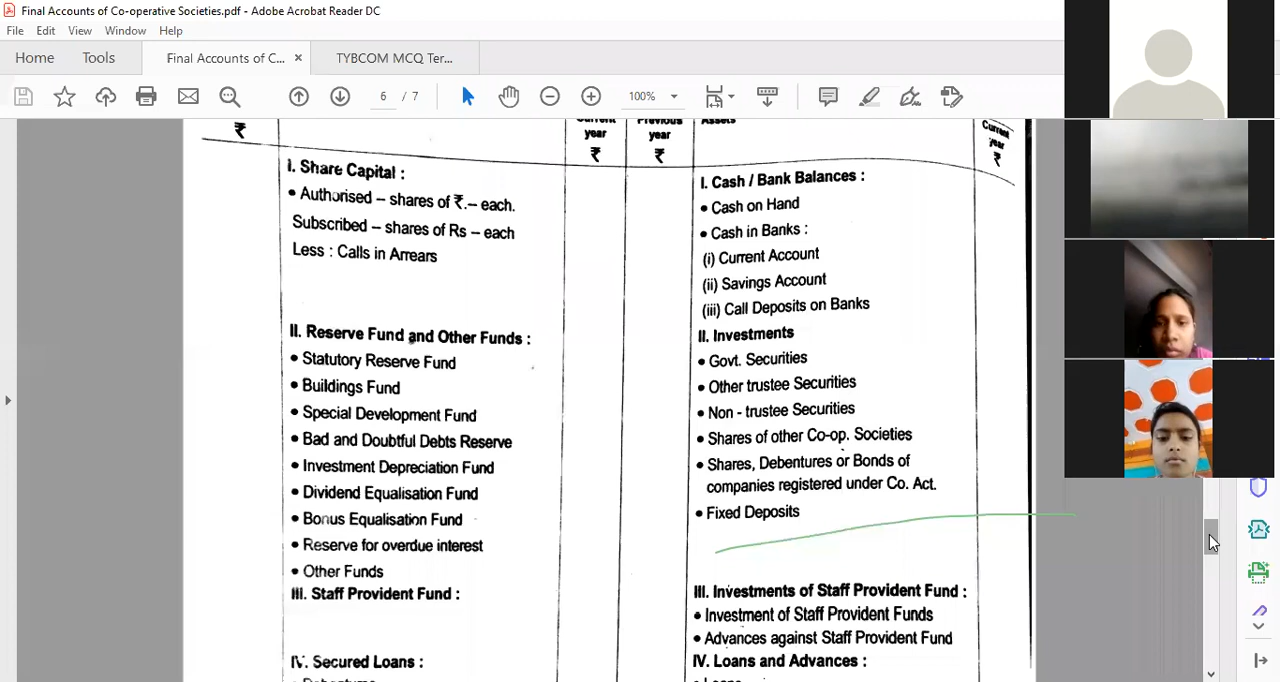 Final Accounts of Co-operative Societies.pdf - Adobe Acrobat Reader DC
File Edit View Window Help
Home Tools Final Accounts of C... × TYBCOM MCQ Ter...
6 / 7 100%
₹
Current
year
₹
Previous
year
₹
Assets
Current
year
₹
I. Share Capital :
• Authorised – shares of ₹.– each.
Subscribed – shares of Rs – each
Less : Calls in Arrears
II. Reserve Fund and Other Funds :
• Statutory Reserve Fund
• Buildings Fund
• Special Development Fund
• Bad and Doubtful Debts Reserve
• Investment Depreciation Fund
• Dividend Equalisation Fund
• Bonus Equalisation Fund
• Reserve for overdue interest
• Other Funds
III. Staff Provident Fund :
IV. Secured Loans :
I. Cash / Bank Balances :
• Cash on Hand
• Cash in Banks :
(i) Current Account
(ii) Savings Account
(iii) Call Deposits on Banks
II. Investments
• Govt. Securities
• Other trustee Securities
• Non - trustee Securities
• Shares of other Co-op. Societies
• Shares, Debentures or Bonds of
companies registered under Co. Act.
• Fixed Deposits
III. Investments of Staff Provident Fund :
• Investment of Staff Provident Funds
• Advances against Staff Provident Fund
IV. Loans and Advances :
• Loans